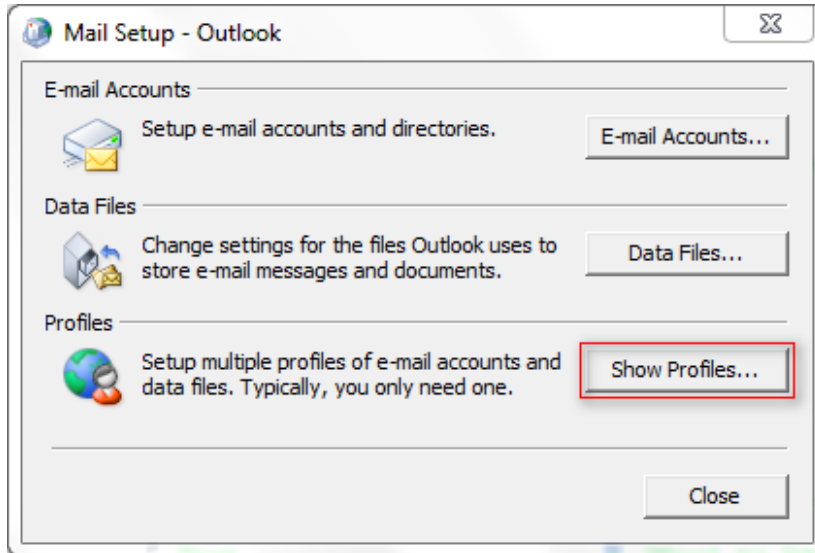 Mail Setup - Outlook
E-mail Accounts
Setup e-mail accounts and directories.
E-mail Accounts...
Data Files
Change settings for the files Outlook uses to
store e-mail messages and documents.
Data Files...
Profiles
Setup multiple profiles of e-mail accounts and
data files. Typically, you only need one.
Show Profiles...
Close